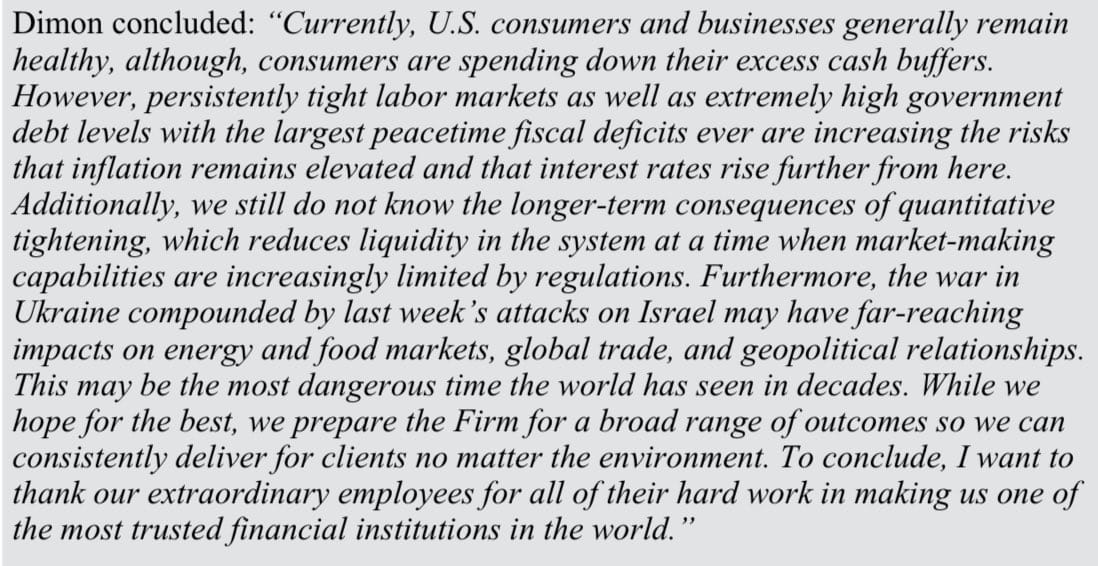 Dimon concluded: “Currently, U.S. consumers and businesses generally remain
healthy, although, consumers are spending down their excess cash buffers.
However, persistently tight labor markets as well as extremely high government
debt levels with the largest peacetime fiscal deficits ever are increasing the risks
that inflation remains elevated and that interest rates rise further from here.
Additionally, we still do not know the longer-term consequences of quantitative
tightening, which reduces liquidity in the system at a time when market-making
capabilities are increasingly limited by regulations. Furthermore, the war in
Ukraine compounded by last week’s attacks on Israel may have far-reaching
impacts on energy and food markets, global trade, and geopolitical relationships.
This may be the most dangerous time the world has seen in decades. While we
hope for the best, we prepare the Firm for a broad range of outcomes so we can
consistently deliver for clients no matter the environment. To conclude, I want to
thank our extraordinary employees for all of their hard work in making us one of
the most trusted financial institutions in the world.”